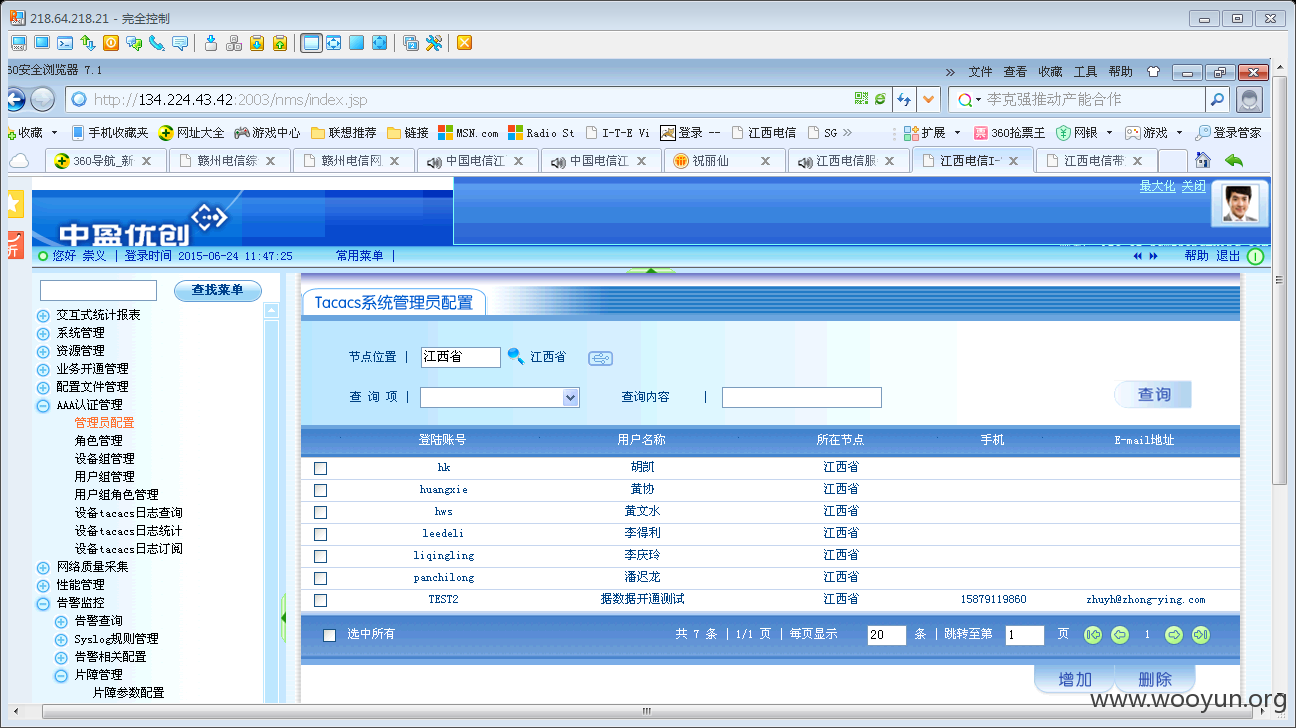 218.64.218.21 - 完全控制
60安全浏览器 7.1 » 文件 查看 收藏 工具 帮助
http://134.224.43.42:2003/nms/index.jsp 李克强推动产能合作
收藏 手机收藏夹 网址大全 游戏中心 联想推荐 链接 MSN.com Radio St I-T-E Vi 登录 -- 江西电信 SG » 扩展 360抢票王 网银 游戏 登录管家
360导航_新 赣州电信综 赣州电信网 中国电信江 中国电信江 祝丽仙 江西电信服 江西电信I- 江西电信带
最大化 关闭
折
中盈优创
您好 崇义 | 登录时间 2015-06-24 11:47:25 常用菜单 | 帮助 退出
查找菜单
Tacacs系统管理员配置
交互式统计报表
系统管理
资源管理
业务开通管理
配置文件管理
AAA认证管理
管理员配置
角色管理
设备组管理
用户组管理
用户组角色管理
设备tacacs日志查询
设备tacacs日志统计
设备tacacs日志订阅
网络质量采集
性能管理
告警监控
告警查询
Syslog规则管理
告警相关配置
片障管理
片障参数配置
节点位置 | 江西省 江西省
查 询 项 | 查询内容 | 查询
登陆账号 用户名称 所在节点 手机 E-mail地址
hk 胡凯 江西省
huangxie 黄协 江西省
hws 黄文水 江西省
leedeli 李得利 江西省
liqingling 李庆玲 江西省
panchilong 潘迟龙 江西省
TEST2 据数据开通测试 江西省 15879119860 zhuyh@zhong-ying.com
选中所有 共 7 条 | 1/1 页 | 每页显示 20 条 | 跳转至第 1 页 1
增加 删除
www.wooyun.org